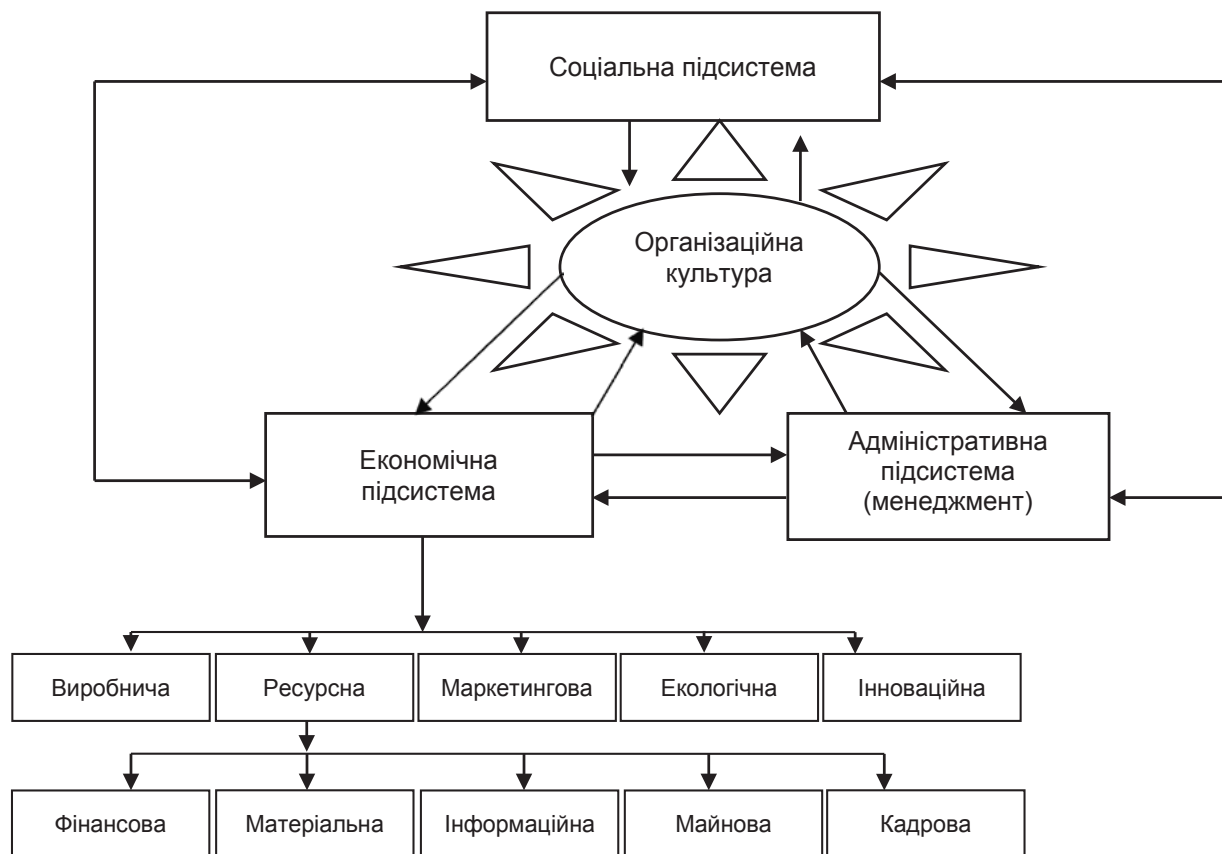 Соціальна підсистема
Організаційна
культура
Економічна
підсистема
Адміністративна
підсистема
(менеджмент)
Виробнича
Ресурсна
Маркетингова
Екологічна
Інноваційна
Фінансова
Матеріальна
Інформаційна
Майнова
Кадрова